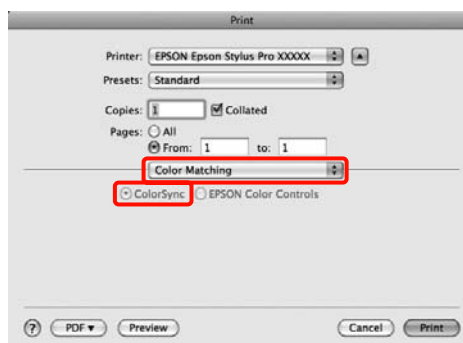 Print
Printer: EPSON Epson Stylus Pro XXXXX
Presets: Standard
Copies: 1 Collated
Pages: All
From: 1 to: 1
Color Matching
ColorSync EPSON Color Controls
? PDF▼ Preview Cancel Print